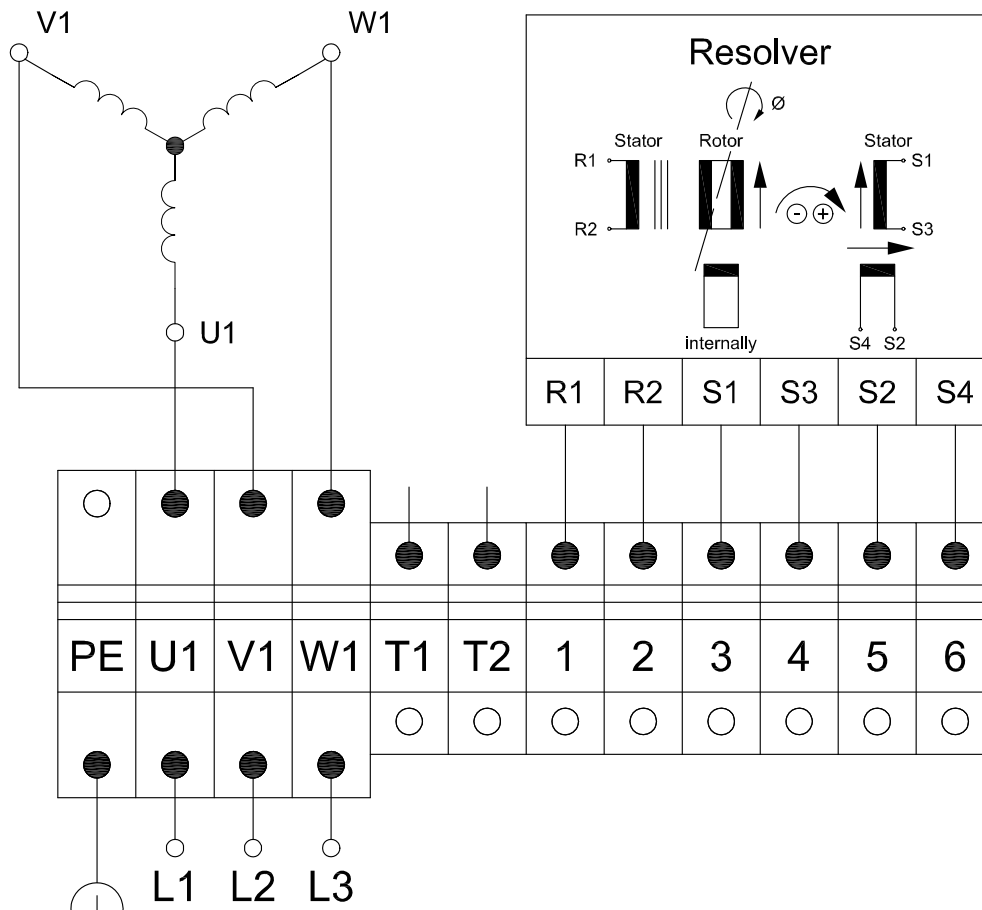 V1 W1
Resolver
ø
Stator Rotor Stator
R1 S1
R2 S3
- +
U1
internally S4 S2
R1 R2 S1 S3 S2 S4
PE U1 V1 W1 T1 T2 1 2 3 4 5 6
L1 L2 L3